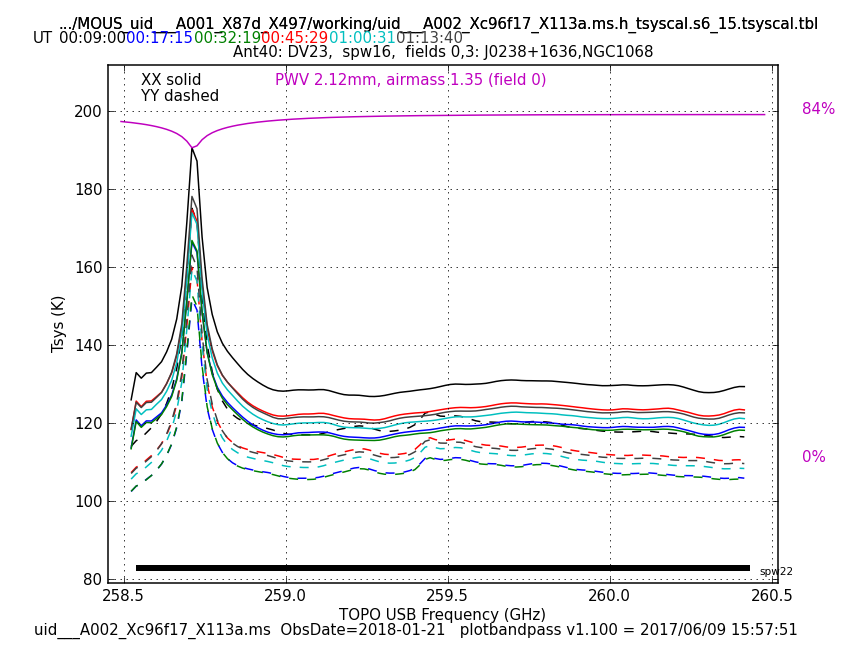 .../MOUS_uid___A001_X87d_X497/working/uid___A002_Xc96f17_X113a.ms.h_tsyscal.s6_15.tsyscal.tbl
UT 00:09:00 00:17:15 00:32:19 00:45:29 01:00:31 01:13:40
Ant40: DV23, spw16, fields 0,3: J0238+1636,NGC1068
XX solid
PWV 2.12mm, airmass 1.35 (field 0)
YY dashed
84%
200
180
160
140
120
100
80
Tsys (K)
0%
spw22
258.5 259.0 259.5 260.0 260.5
TOPO USB Frequency (GHz)
uid___A002_Xc96f17_X113a.ms ObsDate=2018-01-21 plotbandpass v1.100 = 2017/06/09 15:57:51